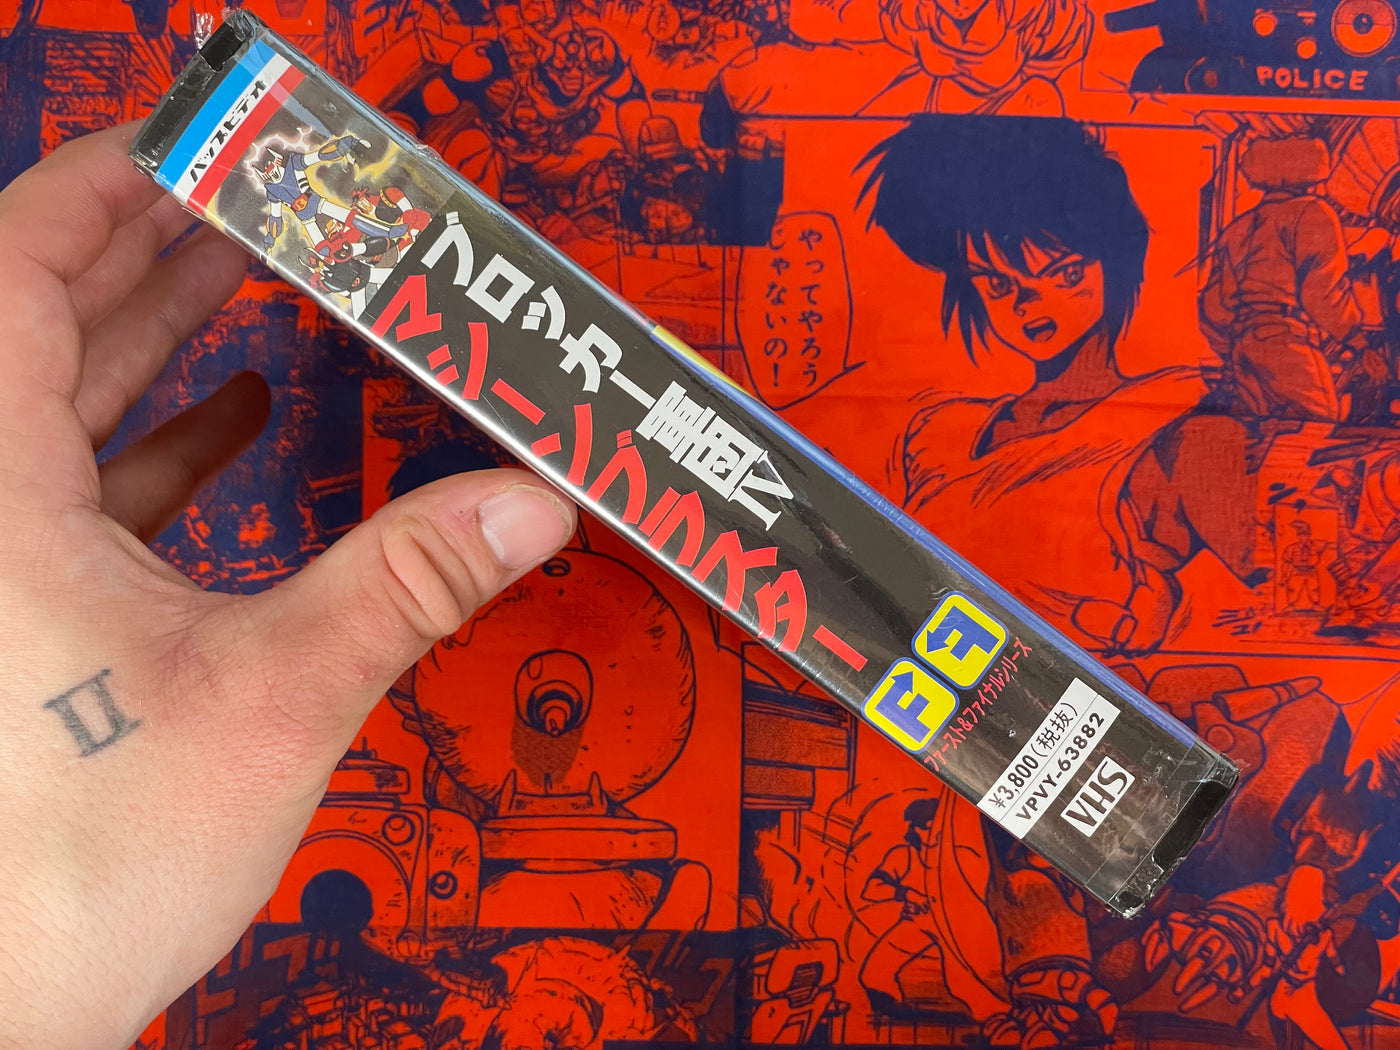 バップビデオ
ブロッカー軍団Ⅳ
マシーンブラスター
F
F
ファースト&ファイナルシリーズ
¥3,800(税抜)
VPVY-63882
VHS
POLICE
やってやろう
じゃないの!
II